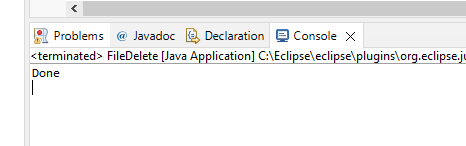 Problems @ Javadoc Declaration Console
<terminated> FileDelete [Java Application] C:\Eclipse\eclipse\plugins\org.eclipse.ju
Done